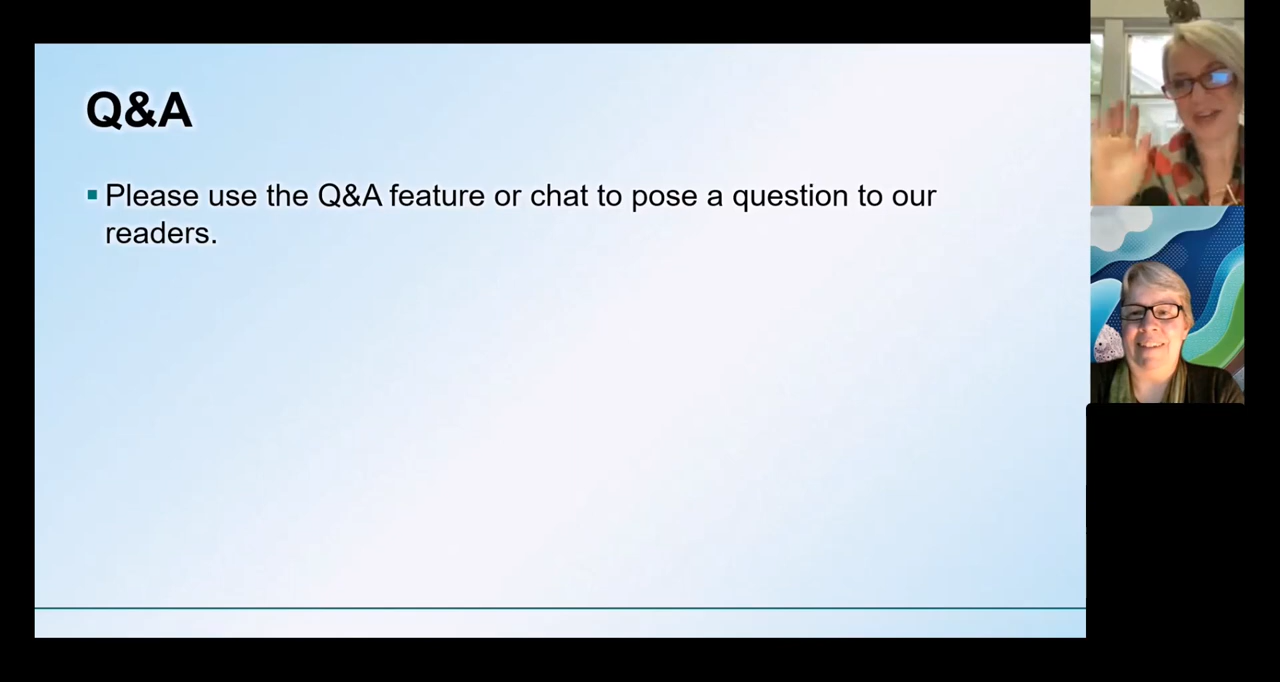 Q&A
Please use the Q&A feature or chat to pose a question to our
readers.